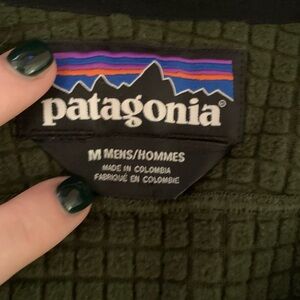 patagonia®
M MENS/HOMMES
MADE IN COLOMBIA
FABRIQUÉ EN COLOMBIE